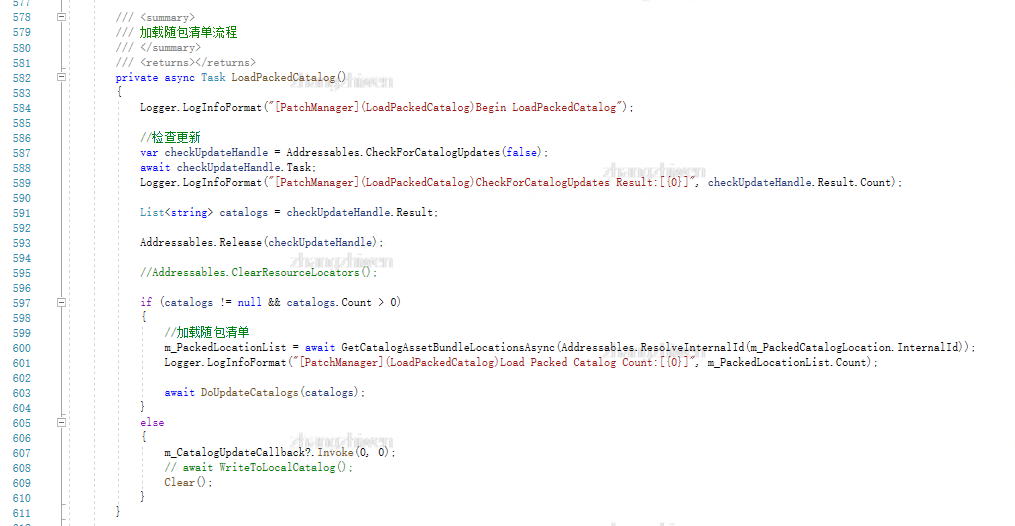 577
578 /// <summary>
579 /// 加载随包清单流程
580 /// </summary>
581 /// <returns></returns>
582 private async Task LoadPackedCatalog()
583 {
584 Logger.LogInfoFormat("[PatchManager](LoadPackedCatalog)Begin LoadPackedCatalog");
585
586 //检查更新
587 var checkUpdateHandle = Addressables.CheckForCatalogUpdates(false);
588 await checkUpdateHandle.Task;
589 Logger.LogInfoFormat("[PatchManager](LoadPackedCatalog)CheckForCatalogUpdates Result:[{0}]", checkUpdateHandle.Result.Count);
590
591 List<string> catalogs = checkUpdateHandle.Result;
592
593 Addressables.Release(checkUpdateHandle);
594
595 //Addressables.ClearResourceLocators();
596
597 if (catalogs != null && catalogs.Count > 0)
598 {
599 //加载随包清单
600 m_PackedLocationList = await GetCatalogAssetBundleLocationsAsync(Addressables.ResolveInternalId(m_PackedCatalogLocation.InternalId));
601 Logger.LogInfoFormat("[PatchManager](LoadPackedCatalog)Load Packed Catalog Count:[{0}]", m_PackedLocationList.Count);
602
603 await DoUpdateCatalogs(catalogs);
604 }
605 else
606 {
607 m_CatalogUpdateCallback?.Invoke(0, 0);
608 // await WriteToLocalCatalog();
609 Clear();
610 }
611 }